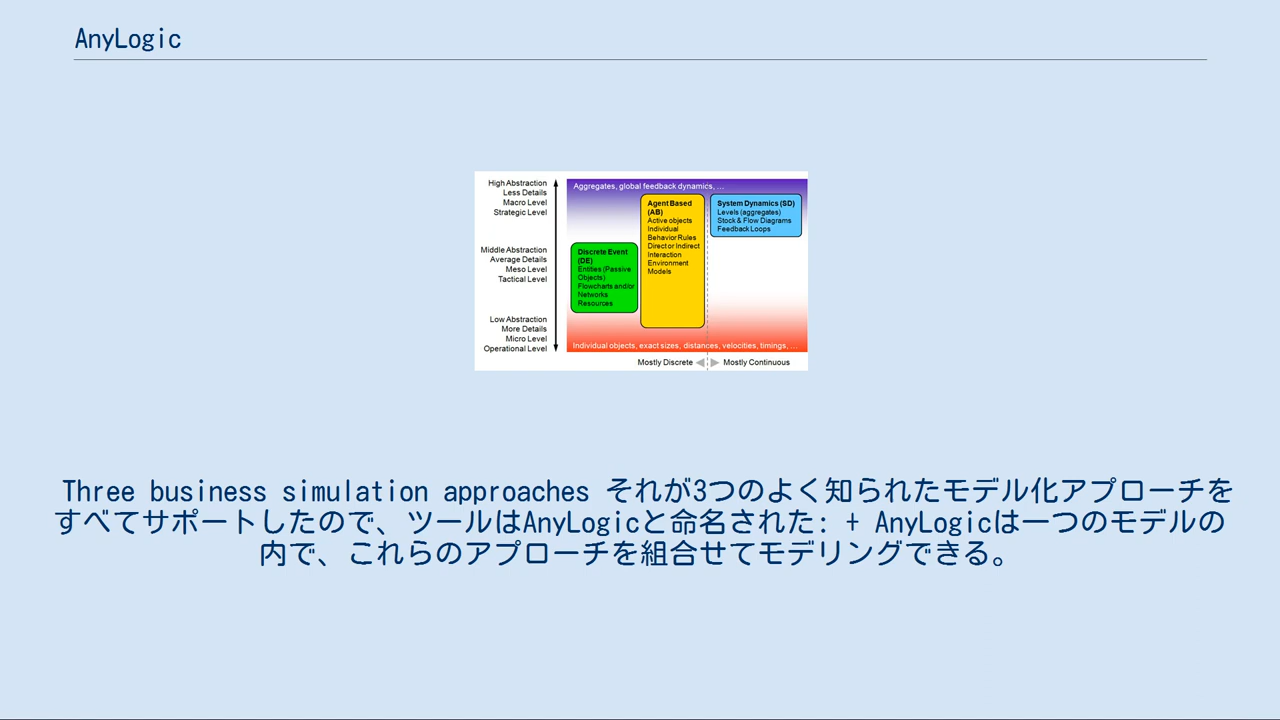 AnyLogic
High Abstraction
Less Details
Macro Level
Strategic Level
Middle Abstraction
Average Details
Meso Level
Tactical Level
Low Abstraction
More Details
Micro Level
Operational Level
Aggregates, global feedback dynamics, …
Discrete Event
(DE)
Entities (Passive
Objects)
Flowcharts and/or
Networks
Resources
Agent Based
(AB)
Active objects
Individual
Behavior Rules
Direct or Indirect
Interaction
Environment
Models
System Dynamics (SD)
Levels (aggregates)
Stock & Flow Diagrams
Feedback Loops
Individual objects, exact sizes, distances, velocities, timings, …
Mostly Discrete
Mostly Continuous
Three business simulation approaches それが3つのよく知られたモデル化アプローチを
すべてサポートしたので、ツールはAnyLogicと命名された: + AnyLogicは一つのモデルの
内で、これらのアプローチを組合せてモデリングできる。